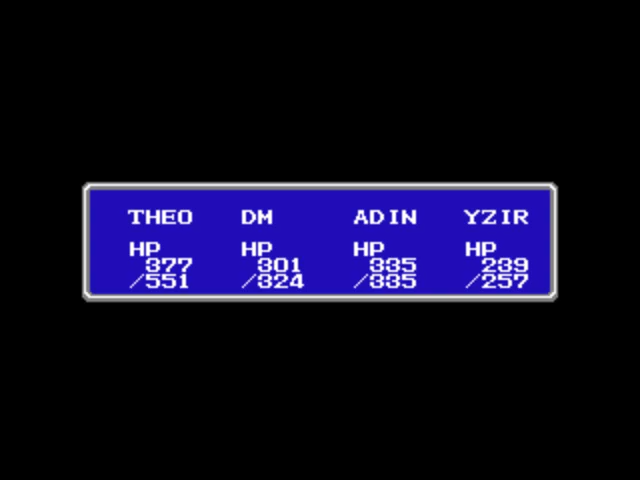 THEO DM ADIN YZIR
HP HP HP HP
377 301 335 239
/551 /324 /335 /257